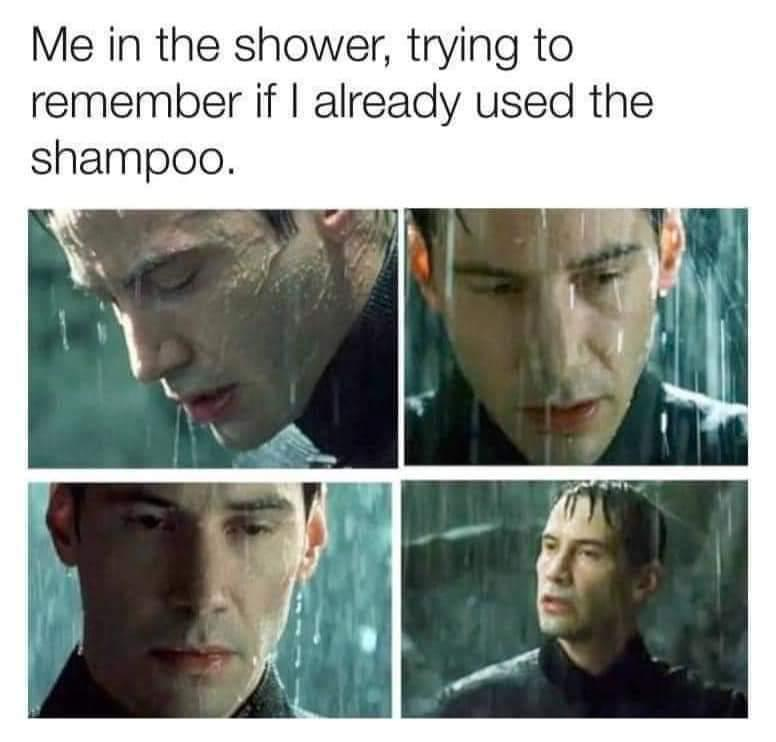 Me in the shower, trying to
remember if I already used the
shampoo.